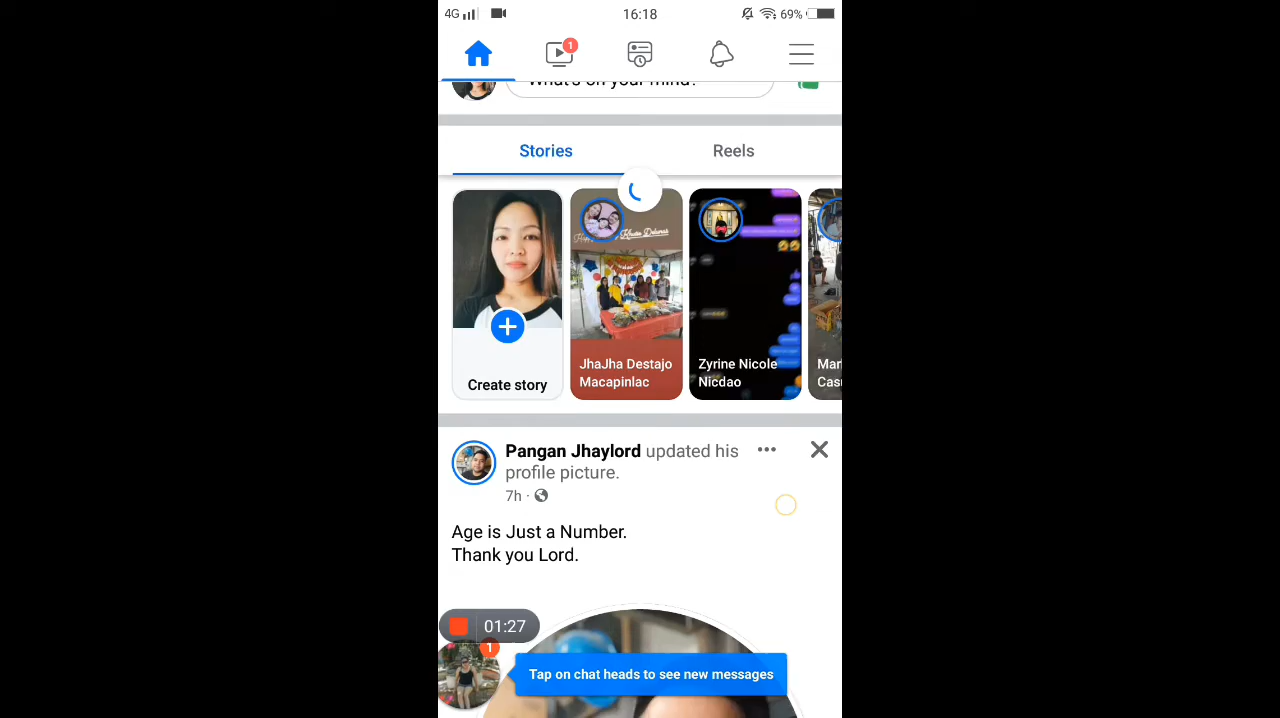 4G 16:18 69%
1
What's on your mind?
Stories Reels
Create story
JhaJha Destajo
Macapinlac
Zyrine Nicole
Nicdao
Pangan Jhaylord updated his
profile picture.
7h ·
Age is Just a Number.
Thank you Lord.
01:27
1
Tap on chat heads to see new messages